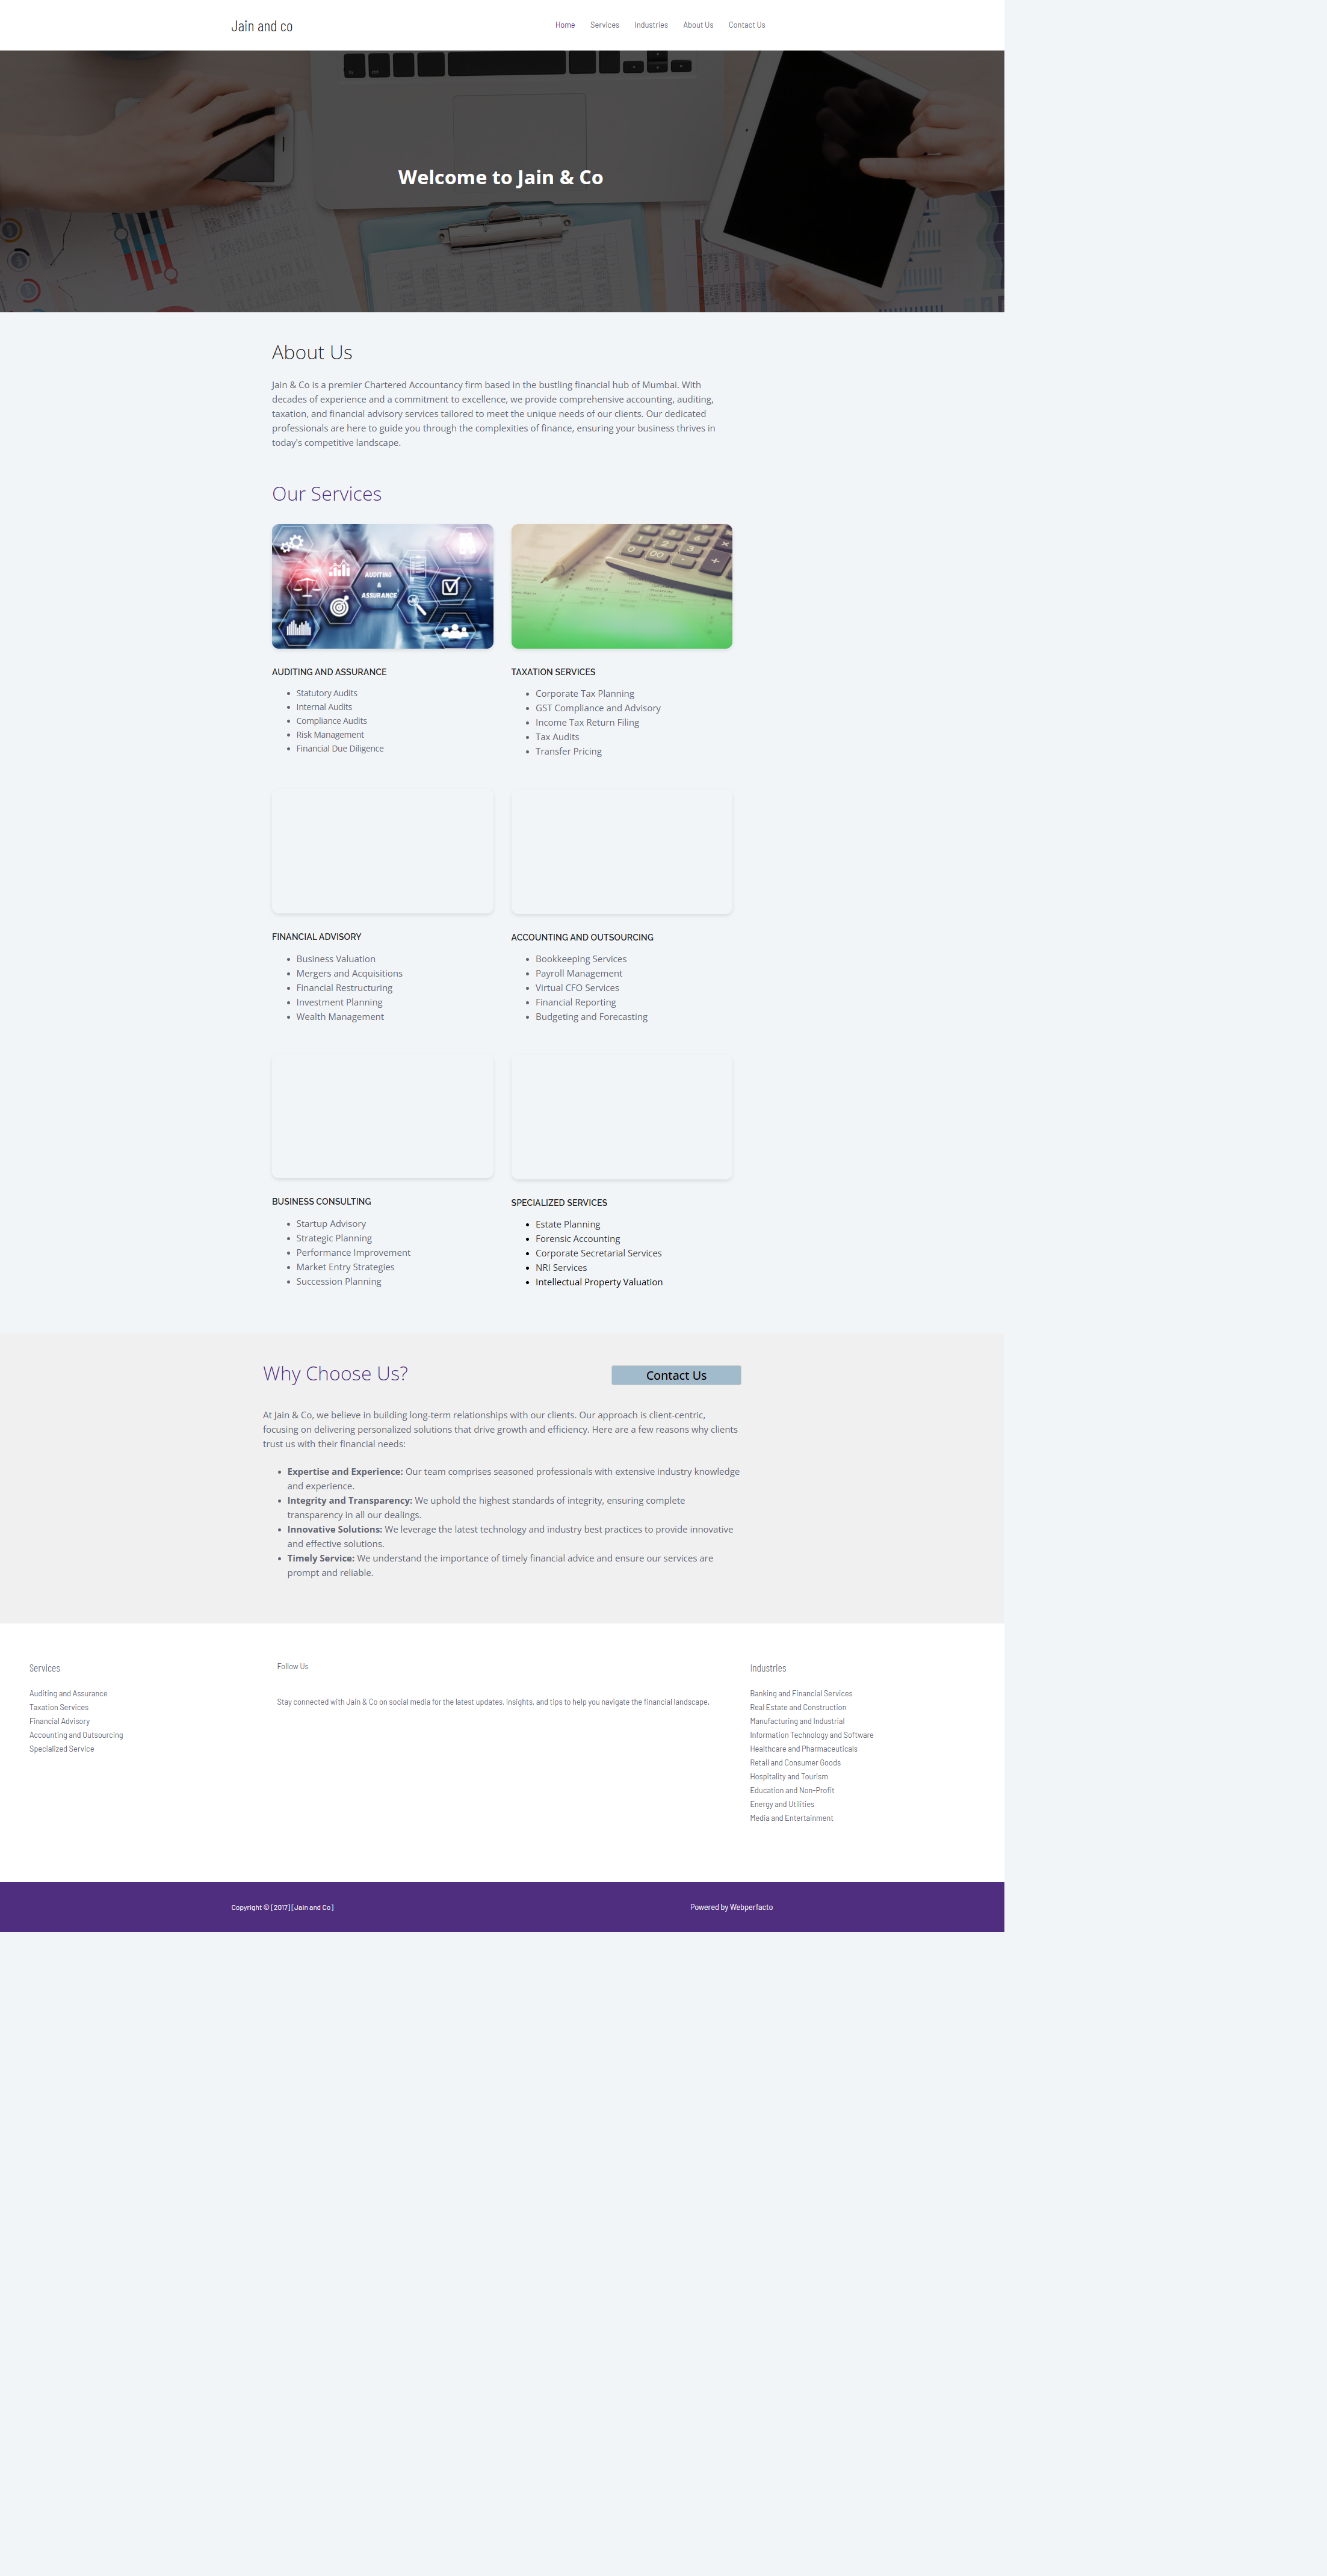 Jain and co
Home Services Industries About Us Contact Us
Welcome to Jain & Co
About Us
Jain & Co is a premier Chartered Accountancy firm based in the bustling financial hub of Mumbai. With
decades of experience and a commitment to excellence, we provide comprehensive accounting, auditing,
taxation, and financial advisory services tailored to meet the unique needs of our clients. Our dedicated
professionals are here to guide you through the complexities of finance, ensuring your business thrives in
today's competitive landscape.
Our Services
AUDITING
&
ASSURANCE
AUDITING AND ASSURANCE
Statutory Audits
Internal Audits
Compliance Audits
Risk Management
Financial Due Diligence
TAXATION SERVICES
Corporate Tax Planning
GST Compliance and Advisory
Income Tax Return Filing
Tax Audits
Transfer Pricing
FINANCIAL ADVISORY
Business Valuation
Mergers and Acquisitions
Financial Restructuring
Investment Planning
Wealth Management
ACCOUNTING AND OUTSOURCING
Bookkeeping Services
Payroll Management
Virtual CFO Services
Financial Reporting
Budgeting and Forecasting
BUSINESS CONSULTING
Startup Advisory
Strategic Planning
Performance Improvement
Market Entry Strategies
Succession Planning
SPECIALIZED SERVICES
Estate Planning
Forensic Accounting
Corporate Secretarial Services
NRI Services
Intellectual Property Valuation
Why Choose Us?
Contact Us
At Jain & Co, we believe in building long-term relationships with our clients. Our approach is client-centric,
focusing on delivering personalized solutions that drive growth and efficiency. Here are a few reasons why clients
trust us with their financial needs:
Expertise and Experience: Our team comprises seasoned professionals with extensive industry knowledge
and experience.
Integrity and Transparency: We uphold the highest standards of integrity, ensuring complete
transparency in all our dealings.
Innovative Solutions: We leverage the latest technology and industry best practices to provide innovative
and effective solutions.
Timely Service: We understand the importance of timely financial advice and ensure our services are
prompt and reliable.
Services
Auditing and Assurance
Taxation Services
Financial Advisory
Accounting and Outsourcing
Specialized Service
Follow Us
Stay connected with Jain & Co on social media for the latest updates, insights, and tips to help you navigate the financial landscape.
Industries
Banking and Financial Services
Real Estate and Construction
Manufacturing and Industrial
Information Technology and Software
Healthcare and Pharmaceuticals
Retail and Consumer Goods
Hospitality and Tourism
Education and Non-Profit
Energy and Utilities
Media and Entertainment
Copyright © [2017] [Jain and Co]
Powered by Webperfacto